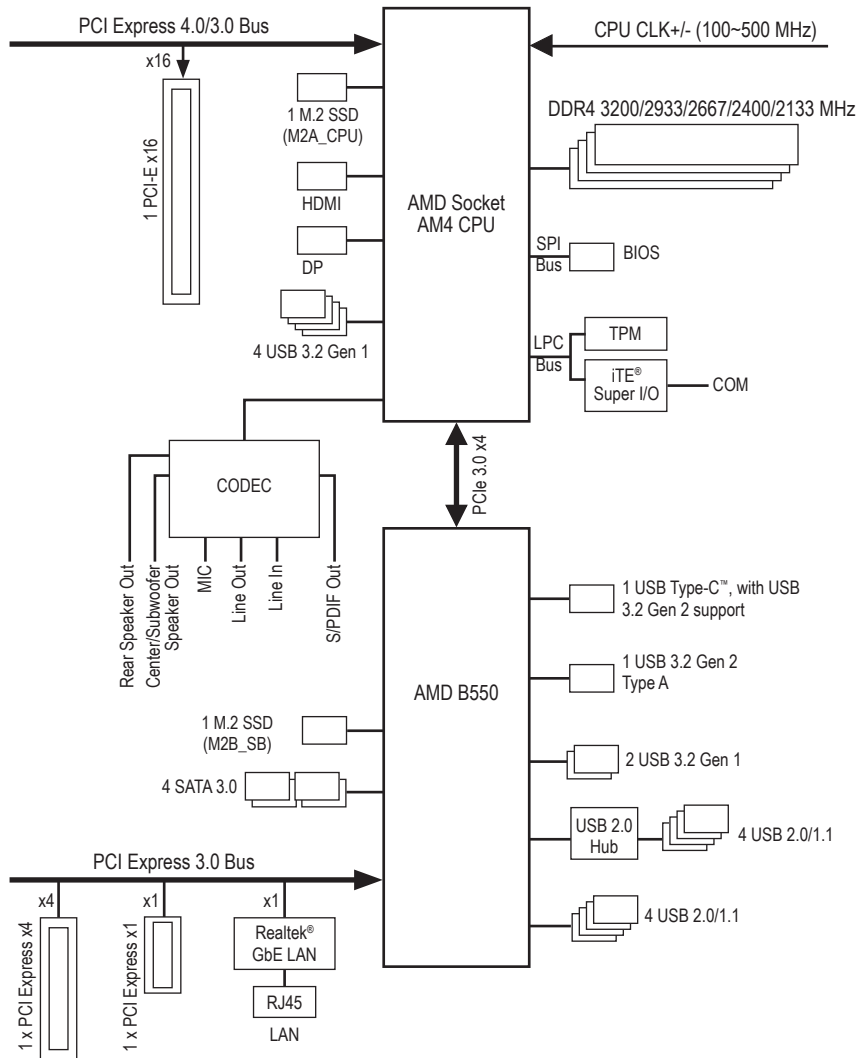 PCI Express 4.0/3.0 Bus
CPU CLK+/- (100~500 MHz)
x16
1 PCI-E x16
1 M.2 SSD
(M2A_CPU)
DDR4 3200/2933/2667/2400/2133 MHz
HDMI
AMD Socket
AM4 CPU
DP
SPI
Bus
BIOS
4 USB 3.2 Gen 1
LPC
Bus
TPM
iTE®
Super I/O
COM
PCIe 3.0 x4
CODEC
Rear Speaker Out
Center/Subwoofer
Speaker Out
MIC
Line Out
Line In
S/PDIF Out
1 USB Type-C™, with USB
3.2 Gen 2 support
AMD B550
1 USB 3.2 Gen 2
Type A
1 M.2 SSD
(M2B_SB)
2 USB 3.2 Gen 1
4 SATA 3.0
USB 2.0
Hub
4 USB 2.0/1.1
PCI Express 3.0 Bus
x4
x1
x1
4 USB 2.0/1.1
1 x PCI Express x4
1 x PCI Express x1
Realtek®
GbE LAN
RJ45
LAN